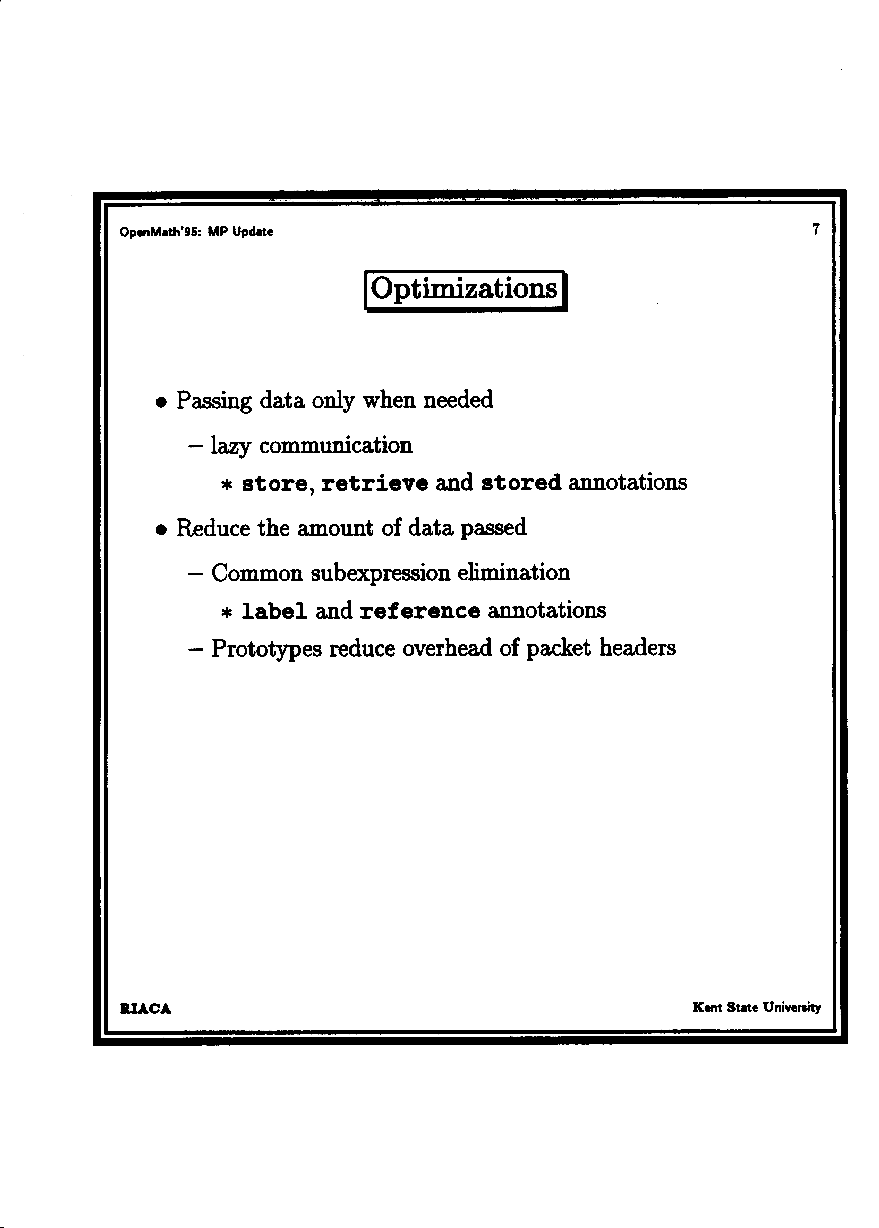 OpenMath'95: MP Update 7
Optimizations
• Passing data only when needed
– lazy communication
* store, retrieve and stored annotations
• Reduce the amount of data passed
– Common subexpression elimination
* label and reference annotations
– Prototypes reduce overhead of packet headers
RIACA Kent State University